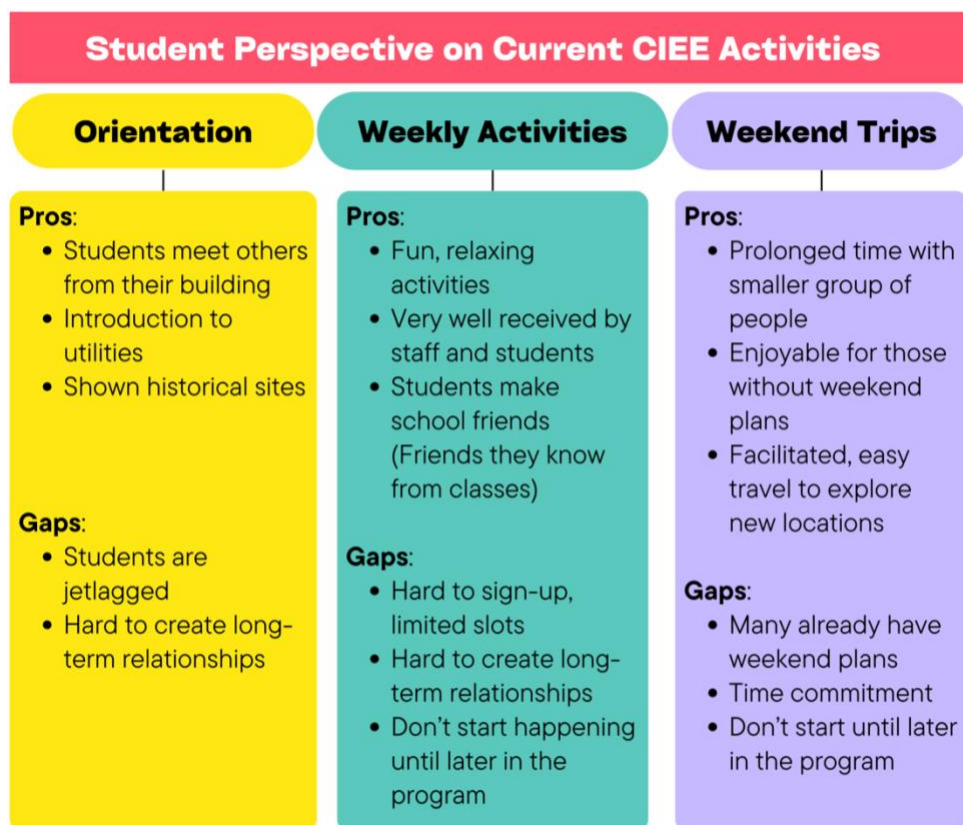 Student Perspective on Current CIEE Activities
Orientation
Pros:
• Students meet others
from their building
• Introduction to
utilities
• Shown historical sites
Gaps:
• Students are
jetlagged
• Hard to create long-
term relationships
Weekly Activities
Pros:
• Fun, relaxing
activities
• Very well received by
staff and students
• Students make
school friends
(Friends they know
from classes)
Gaps:
• Hard to sign-up,
limited slots
• Hard to create long-
term relationships
• Don't start happening
until later in the
program
Weekend Trips
Pros:
• Prolonged time with
smaller group of
people
• Enjoyable for those
without weekend
plans
• Facilitated, easy
travel to explore
new locations
Gaps:
• Many already have
weekend plans
• Time commitment
• Don't start until later
in the program